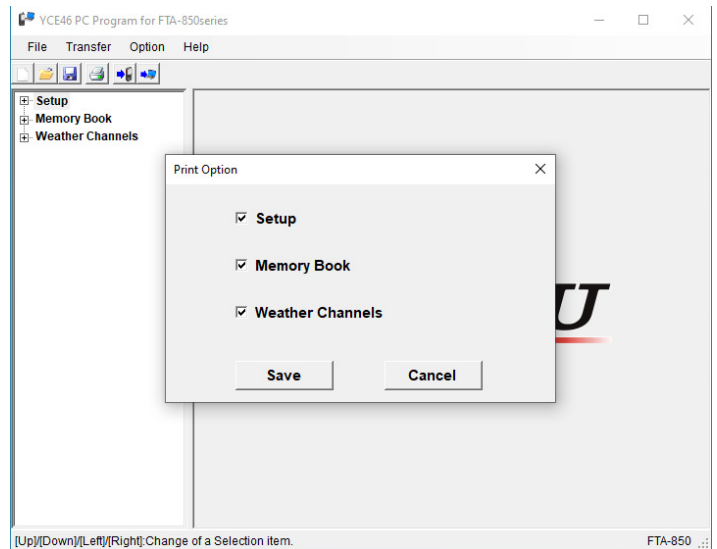 YCE46 PC Program for FTA-850series
File Transfer Option Help
Setup
Memory Book
Weather Channels
Print Option
Setup
Memory Book
Weather Channels
U
Save Cancel
[Up]/[Down]/[Left]/[Right]:Change of a Selection item. FTA-850